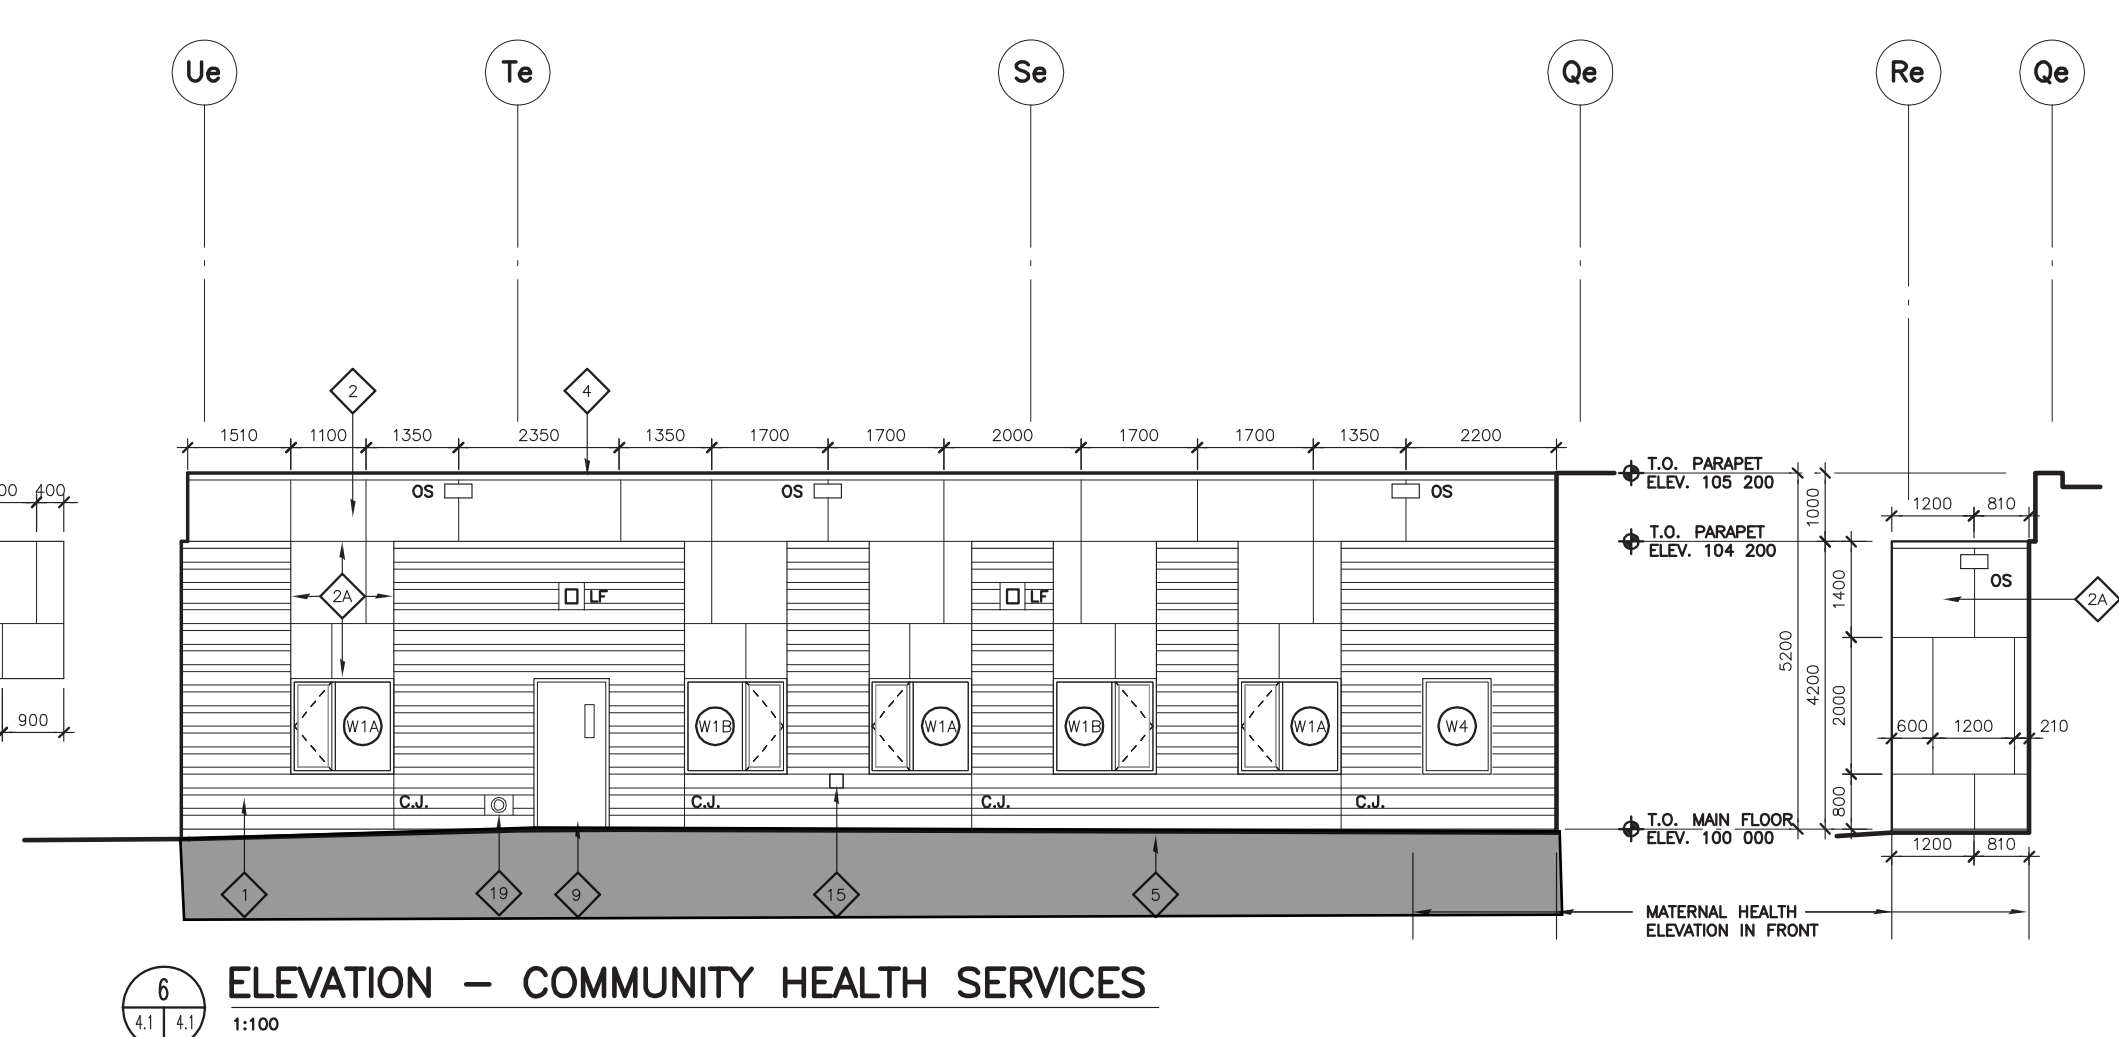 Ue Te Se Qe Re Qe
2 4
1510 1100 1350 2350 1350 1700 1700 2000 1700 1700 1350 2200
T.O. PARAPET
ELEV. 105 200
OS OS OS
400
1200 810
1000
T.O. PARAPET
ELEV. 104 200
OS
2A LF LF
1400
2A
5200
4200
2000
900
W1A W1B W1A W1B W1A W4
600 1200 210
C.J. C.J. C.J. C.J.
800
T.O. MAIN FLOOR
ELEV. 100 000
1200 810
1 19 9 15 5
MATERNAL HEALTH
ELEVATION IN FRONT
6
4.1 4.1
ELEVATION – COMMUNITY HEALTH SERVICES
1:100